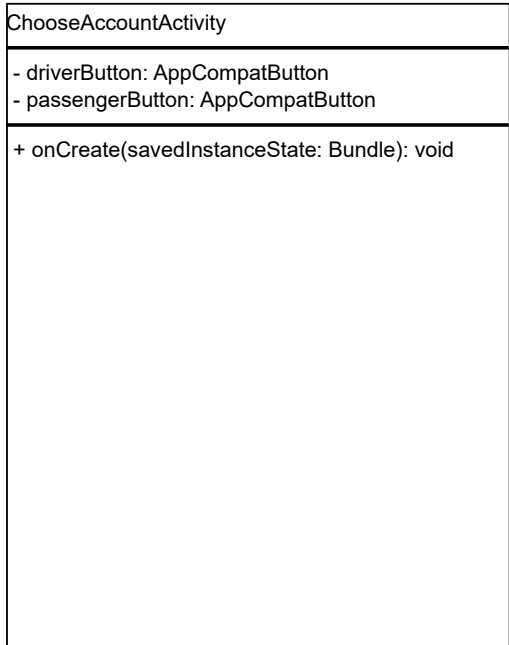 ChooseAccountActivity
- driverButton: AppCompatButton
- passengerButton: AppCompatButton
+ onCreate(savedInstanceState: Bundle): void